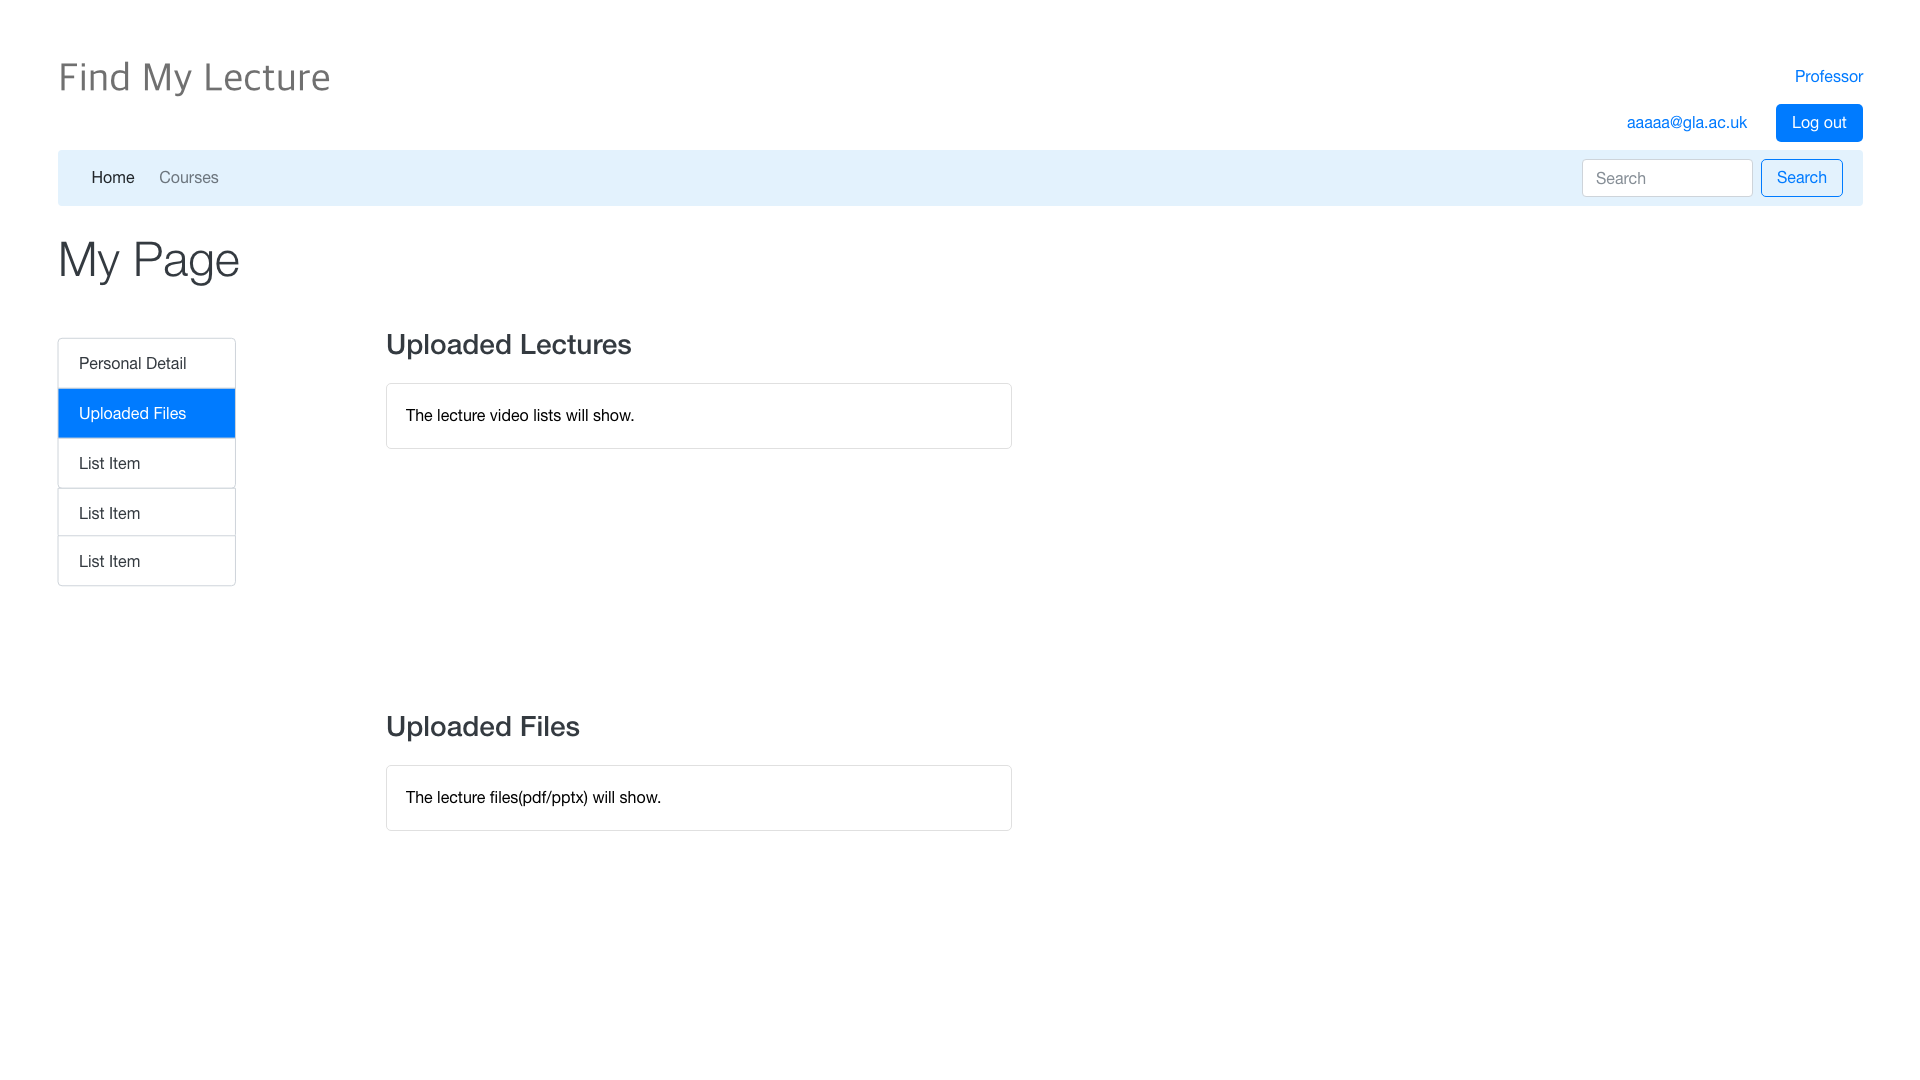 Find My Lecture
Professor
aaaaa@gla.ac.uk
Log out
Home Courses
Search
Search
My Page
Personal Detail
Uploaded Files
List Item
List Item
List Item
Uploaded Lectures
The lecture video lists will show.
Uploaded Files
The lecture files(pdf/pptx) will show.